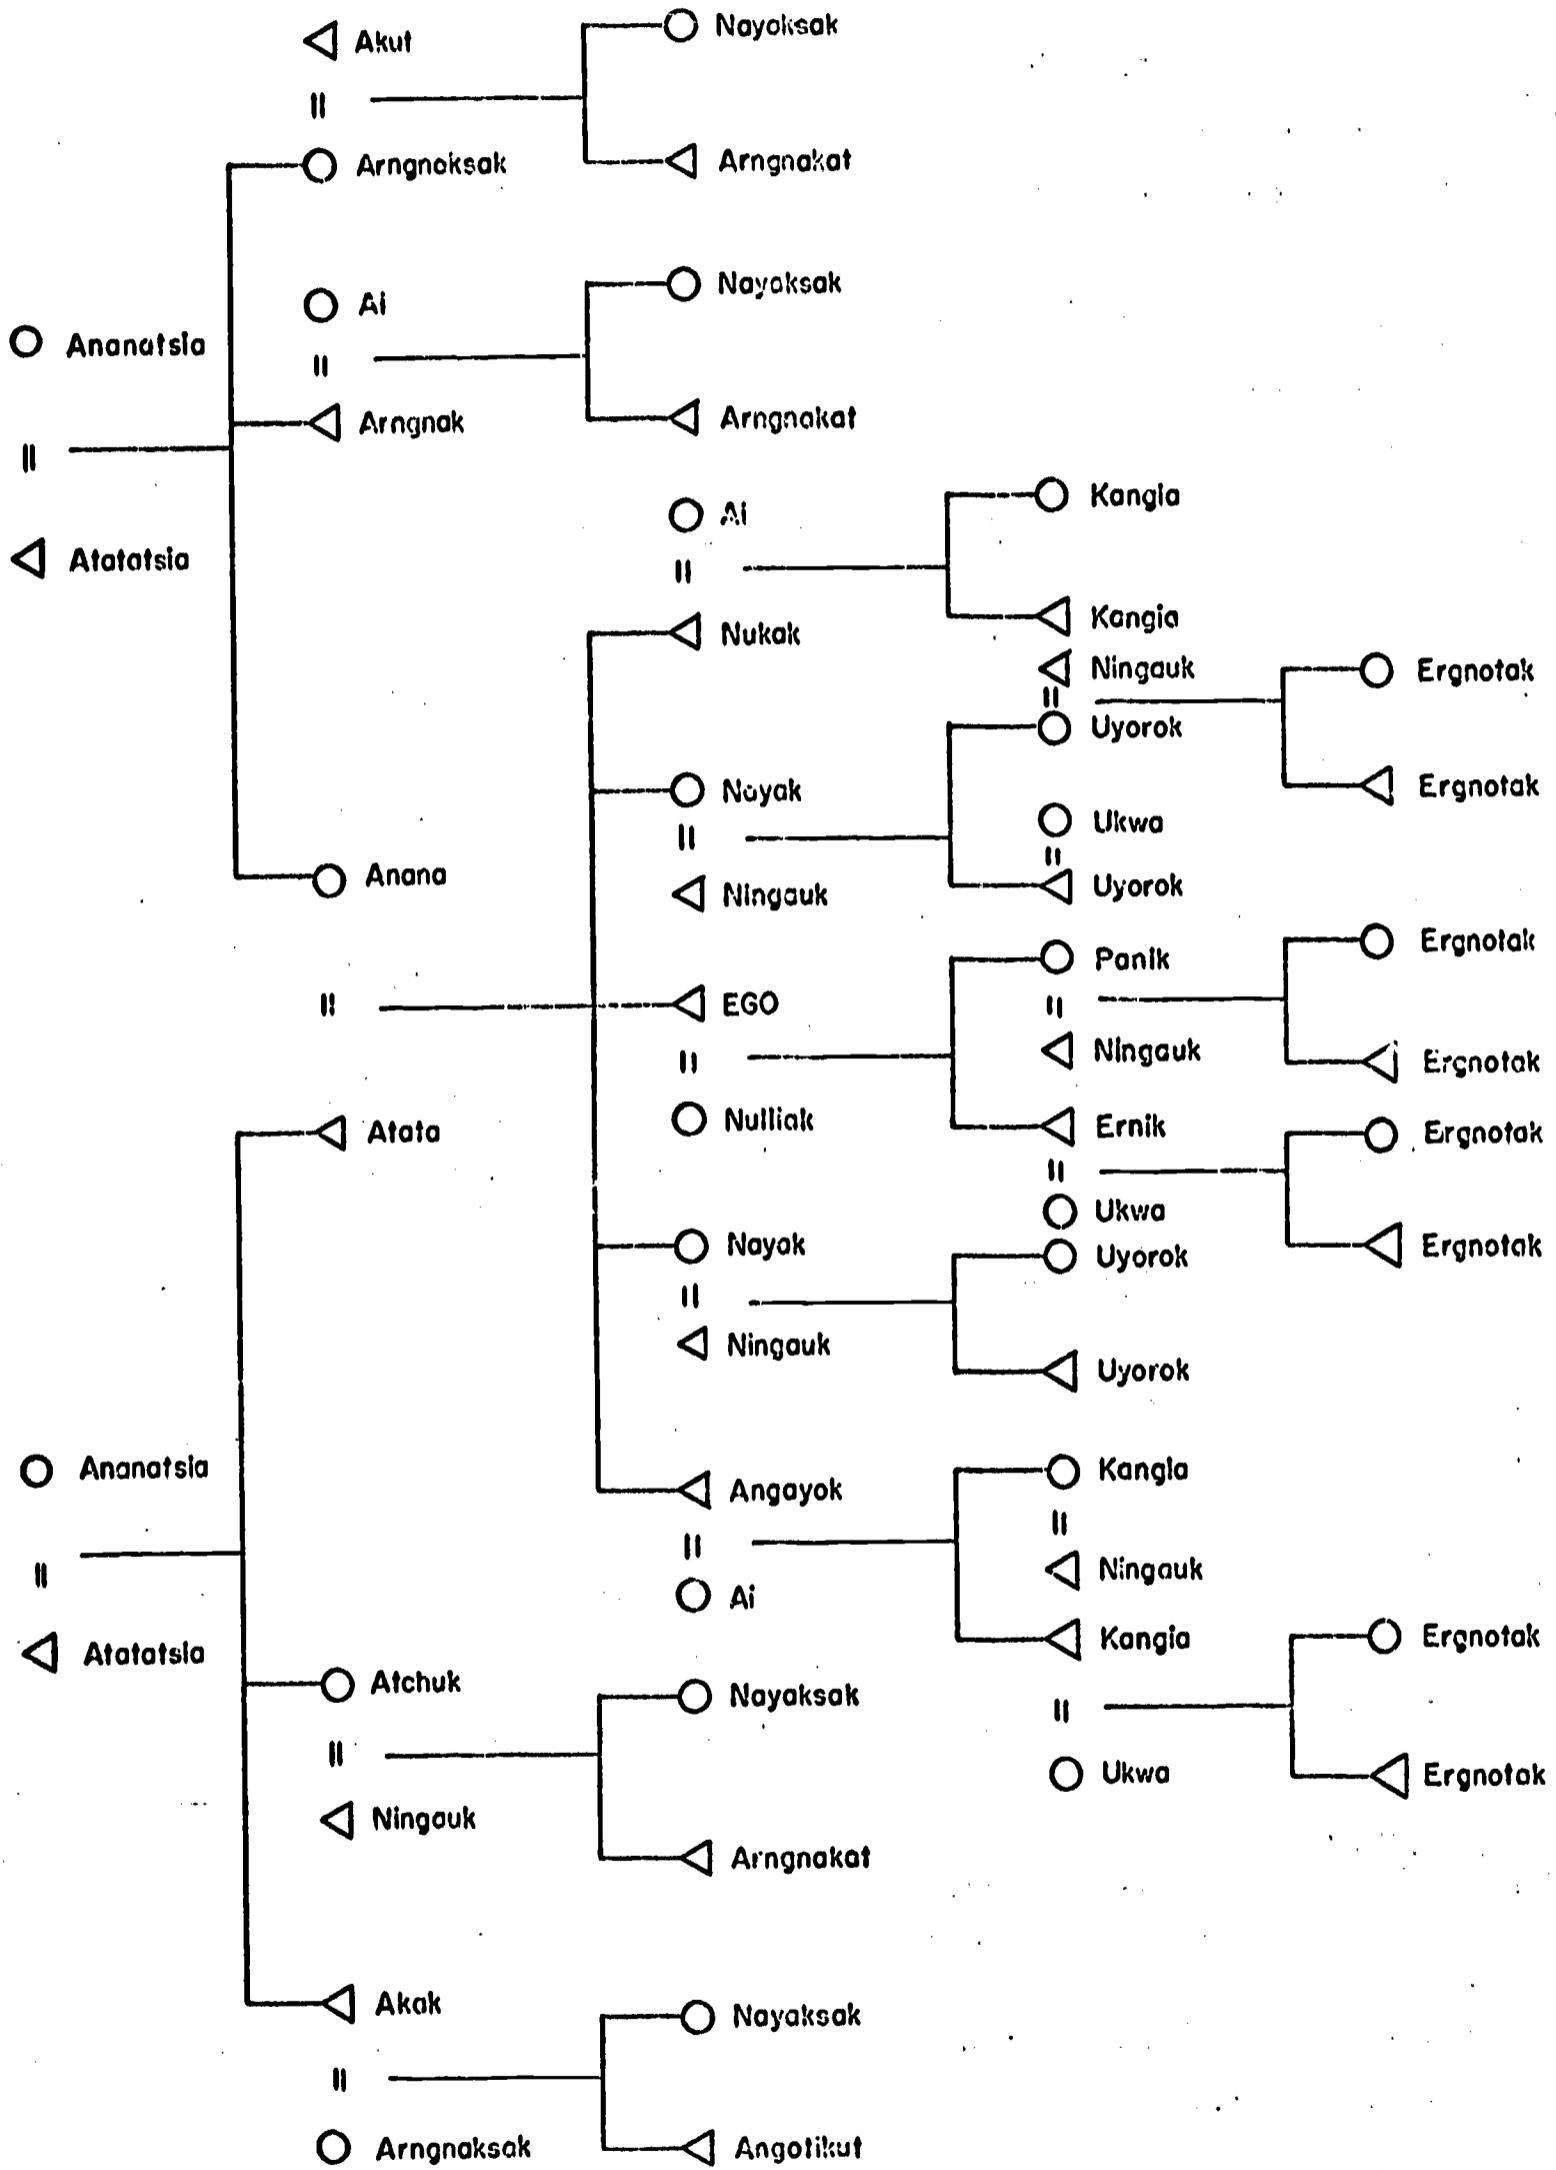 Akut
Nayoksak
Arngnoksak
Arngnakat
Ai
Nayoksak
Ananatsia
Arngnak
Arngnakat
Atatatsia
Ai
Kangia
Nukak
Kangia
Ningauk
Ergnotak
Uyorok
Nayak
Ergnotak
Ukwa
Anana
Ningauk
Uyorok
Panik
Ergnotak
EGO
Ningauk
Ergnotak
Nulliak
Ernik
Atata
Ergnotak
Ukwa
Nayak
Uyorok
Ergnotak
Ningauk
Uyorok
Ananatsia
Kangia
Angayok
Ningauk
Ai
Atatatsia
Kangia
Ergnotak
Atchuk
Nayaksak
Ukwa
Ergnotak
Ningauk
Arngnakat
Akak
Nayaksak
Arngnaksak
Angotikut